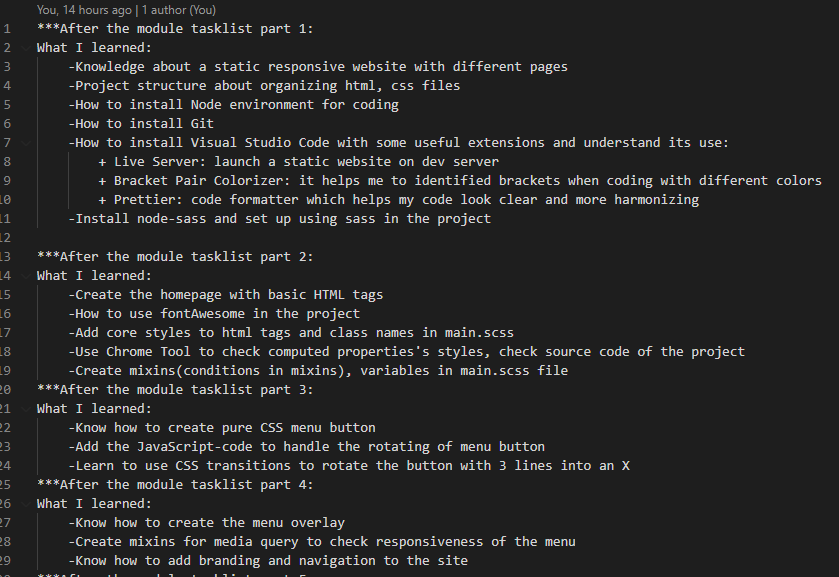 You, 14 hours ago | 1 author (You)
1 ***After the module tasklist part 1:
2 What I learned:
3 -Knowledge about a static responsive website with different pages
4 -Project structure about organizing html, css files
5 -How to install Node environment for coding
6 -How to install Git
7 -How to install Visual Studio Code with some useful extensions and understand its use:
8 + Live Server: launch a static website on dev server
9 + Bracket Pair Colorizer: it helps me to identified brackets when coding with different colors
10 + Prettier: code formatter which helps my code look clear and more harmonizing
11 -Install node-sass and set up using sass in the project
12
13 ***After the module tasklist part 2:
14 What I learned:
15 -Create the homepage with basic HTML tags
16 -How to use fontAwesome in the project
17 -Add core styles to html tags and class names in main.scss
18 -Use Chrome Tool to check computed properties's styles, check source code of the project
19 -Create mixins(conditions in mixins), variables in main.scss file
20 ***After the module tasklist part 3:
21 What I learned:
22 -Know how to create pure CSS menu button
23 -Add the JavaScript-code to handle the rotating of menu button
24 -Learn to use CSS transitions to rotate the button with 3 lines into an X
25 ***After the module tasklist part 4:
26 What I learned:
27 -Know how to create the menu overlay
28 -Create mixins for media query to check responsiveness of the menu
29 -Know how to add branding and navigation to the site